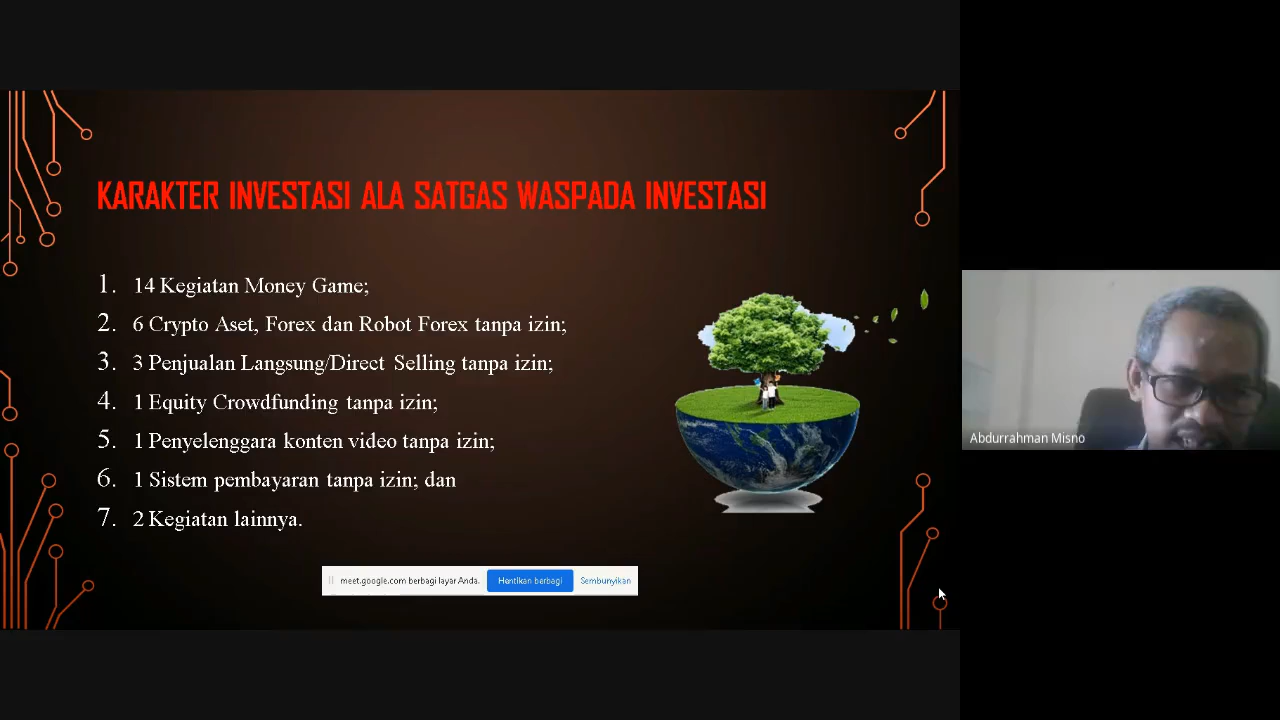 KARAKTER INVESTASI ALA SATGAS WASPADA INVESTASI
1. 14 Kegiatan Money Game;
2. 6 Crypto Aset, Forex dan Robot Forex tanpa izin;
3. 3 Penjualan Langsung/Direct Selling tanpa izin;
4. 1 Equity Crowdfunding tanpa izin;
5. 1 Penyelenggara konten video tanpa izin;
6. 1 Sistem pembayaran tanpa izin; dan
7. 2 Kegiatan lainnya.
meet.google.com berbagi layar Anda. Hentikan berbagi Sembunyikan
Abdurrahman Misno